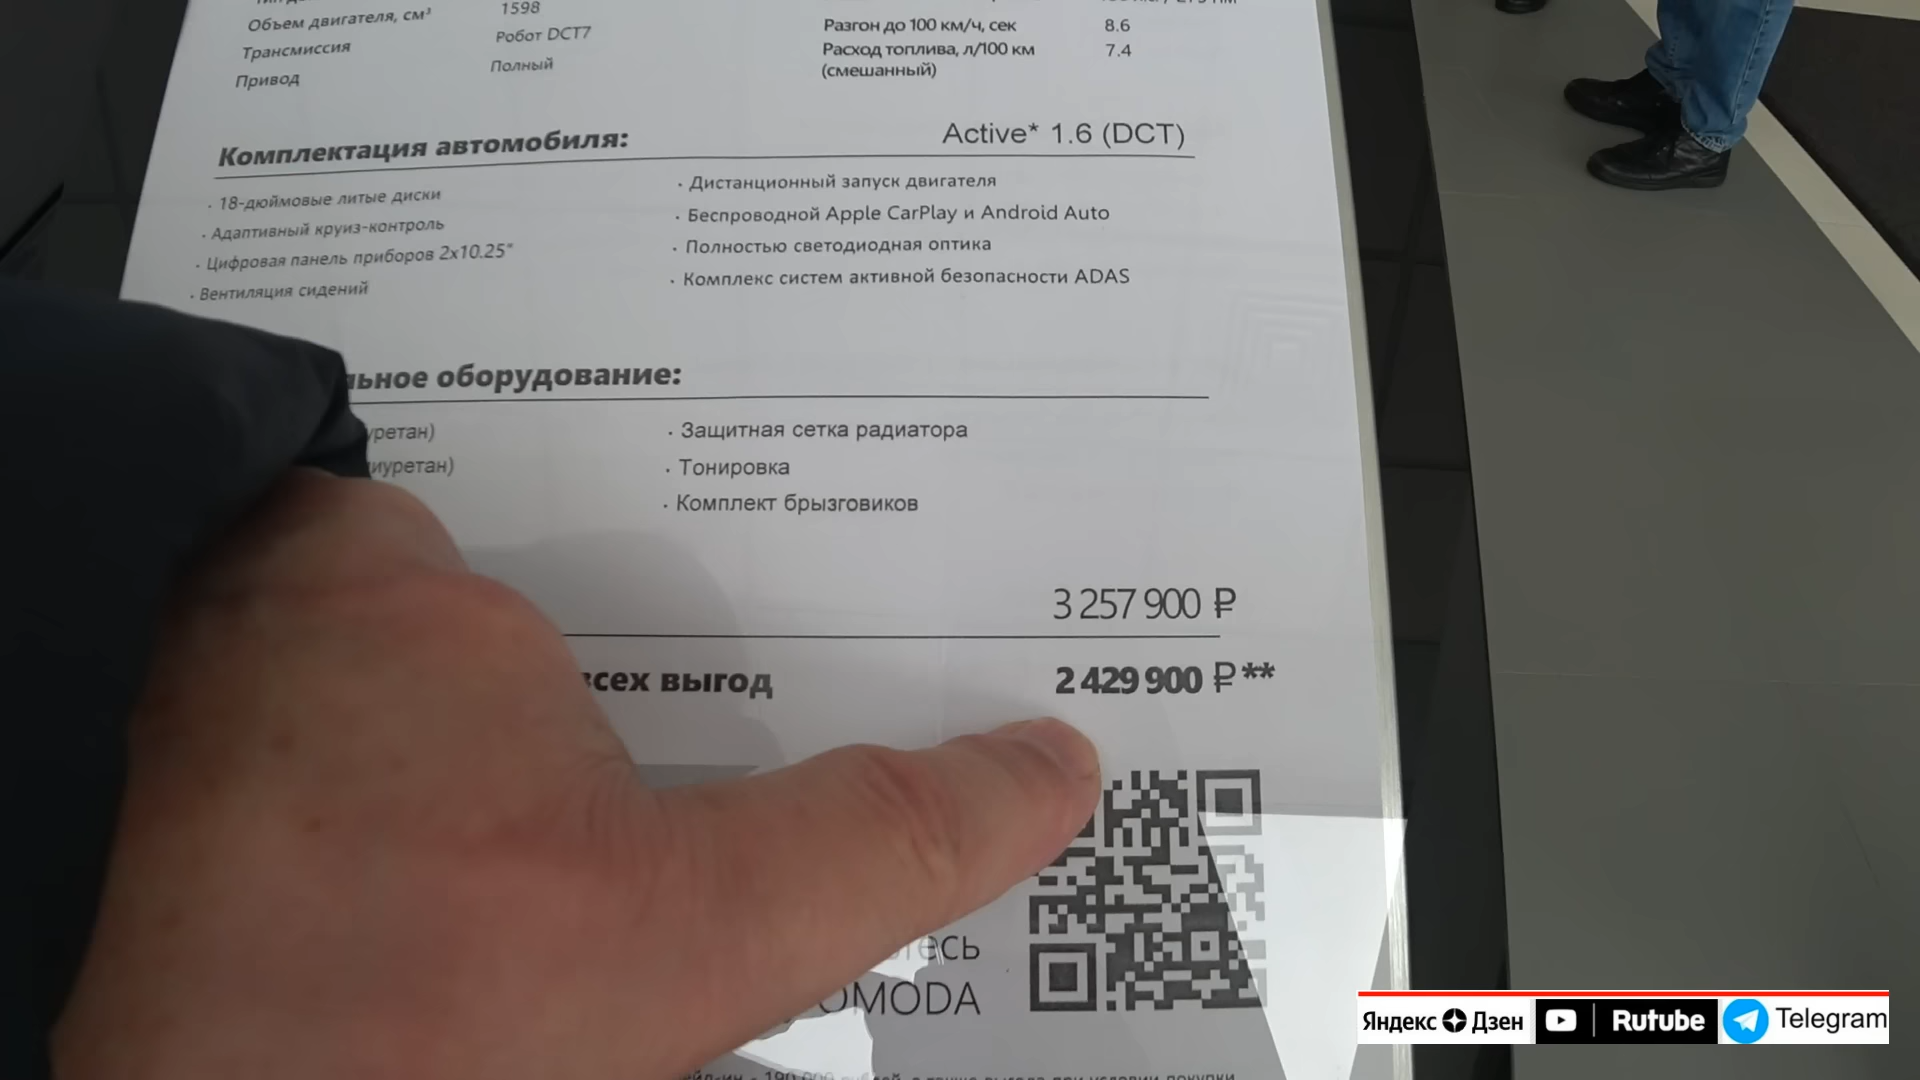 Объем двигателя, см³ 1598
Трансмиссия Робот DCT7
Привод Полный
Разгон до 100 км/ч, сек 8.6
Расход топлива, л/100 км 7.4
(смешанный)
Комплектация автомобиля: Active* 1.6 (DCT)
· 18-дюймовые литые диски
· Адаптивный круиз-контроль
· Цифровая панель приборов 2x10.25"
· Вентиляция сидений
· Дистанционный запуск двигателя
· Беспроводной Apple CarPlay и Android Auto
· Полностью светодиодная оптика
· Комплекс систем активной безопасности ADAS
оборудование:
· Защитная сетка радиатора
· Тонировка
· Комплект брызговиков
3 257 900 ₽
всех выгод 2 429 900 ₽**
OMODA
Яндекс Дзен Rutube Telegram